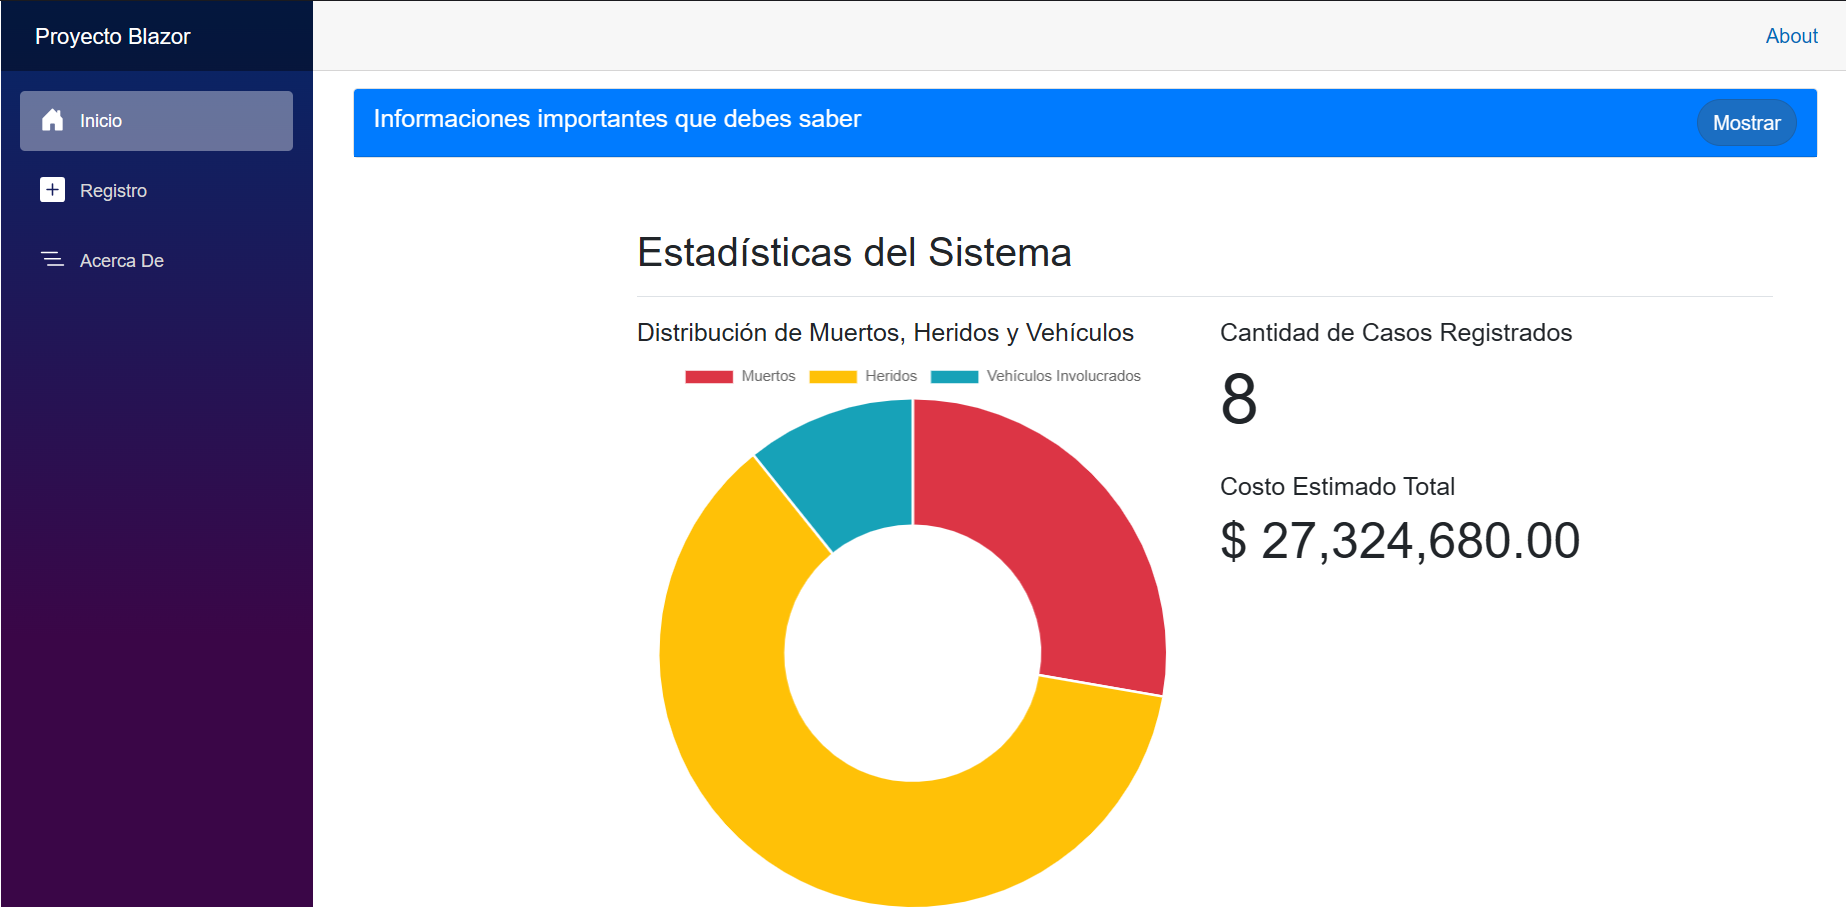 Proyecto Blazor
About
Inicio
Registro
Acerca De
Informaciones importantes que debes saber
Mostrar
Estadísticas del Sistema
Distribución de Muertos, Heridos y Vehículos
Muertos Heridos Vehículos Involucrados
Cantidad de Casos Registrados
8
Costo Estimado Total
$ 27,324,680.00